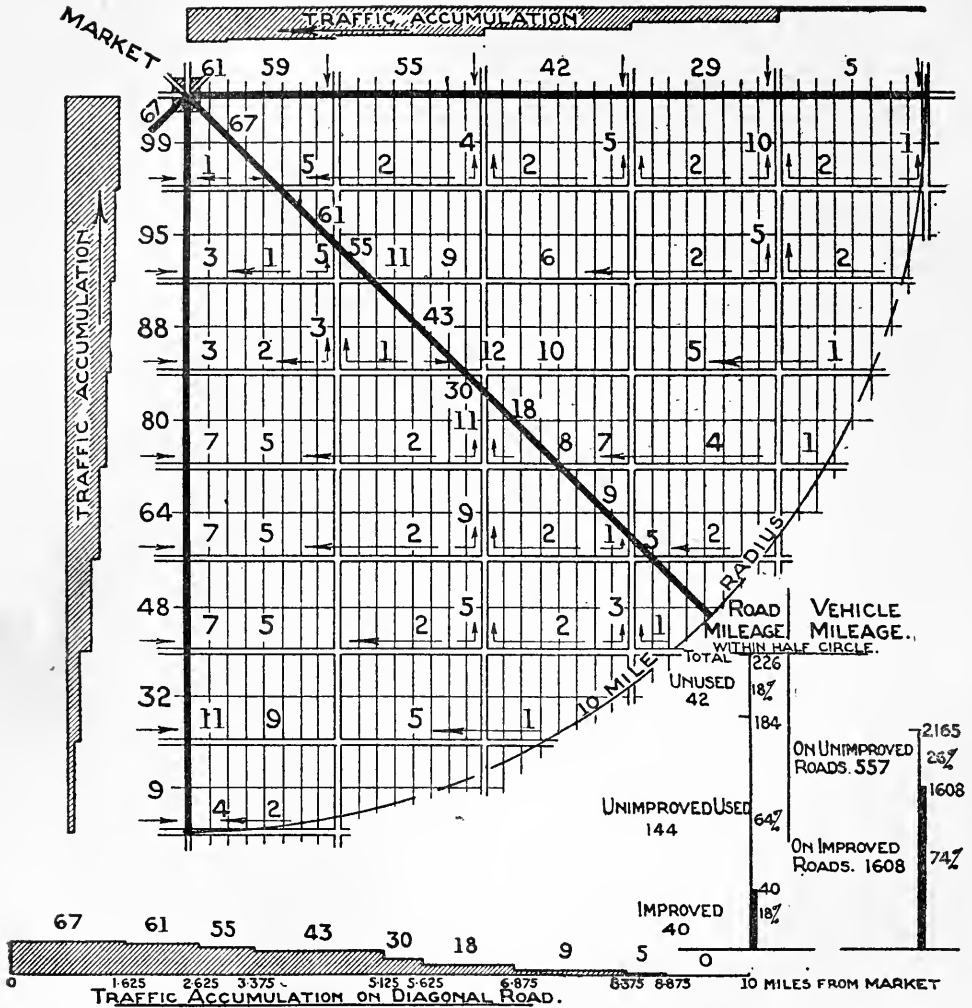 TRAFFIC ACCUMULATION
MARKET
61 59 55 42 29 5
67
99
67
4 5 10 1
1 5 2 2 2 2
61
95
55
5
3 1 5 11 9 6 2 2
88
3
43
3 2 1 12 10 5 1
30
80
11
18
7 5 2 8 7 4 1
64
9
9
7 5 2 2 1 5 2
48
5 3
7 5 2 2 1
32
11 9 5 1
9
4 2
TRAFFIC ACCUMULATION
10 MILE RADIUS
ROAD MILEAGE.
VEHICLE MILEAGE.
WITHIN HALF CIRCLE.
TOTAL
226
UNUSED
42
18%
184
2165
ON UNIMPROVED
ROADS. 557
26%
1608
UNIMPROVED USED
144
64%
ON IMPROVED
ROADS. 1608
74%
40
IMPROVED
40
18%
67 61 55 43 30 18 9 5 0
0 1·625 2·625 3·375 5·125 5·625 6·875 8·375 8·873 10 MILES FROM MARKET
TRAFFIC ACCUMULATION ON DIAGONAL ROAD.